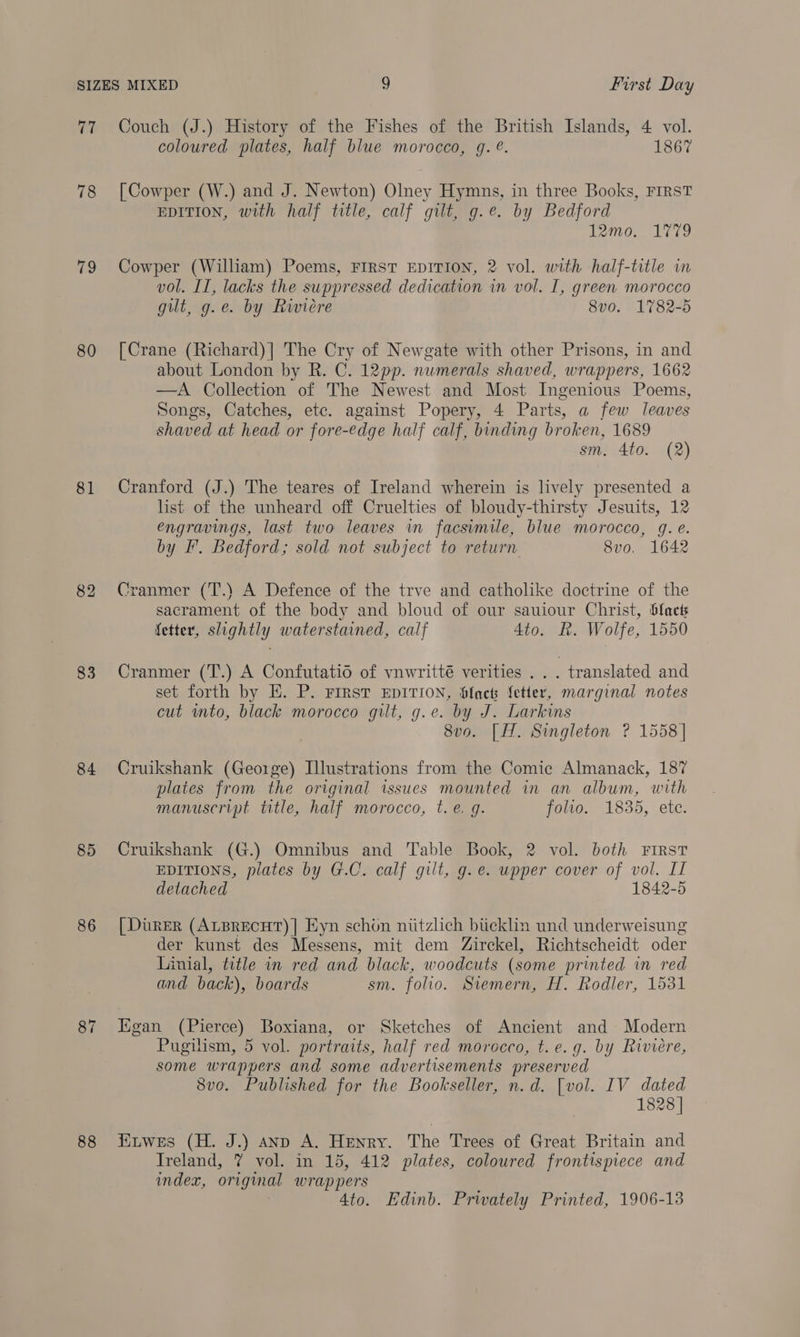 SIZES MIXED 9 First Day
77 Couch (J.) History of the Fishes of the British Islands, 4 vol.
coloured plates, half blue morocco, g. e. 1867
78 [Cowper (W.) and J. Newton) Olney Hymns, in three Books, FIRST
EDITION, with half title, calf gilt, g.e. by Bedford
12mo. 1779
79 Cowper (William) Poems, FIRST EDITION, 2 vol. with half-title in
vol. II, lacks the suppressed dedication in vol. I, green morocco
gilt, g.e. by Rivière 8vo. 1782-5
80 [Crane (Richard)] The Cry of Newgate with other Prisons, in and
about London by R. C. 12pp. numerals shaved, wrappers, 1662
—A Collection of The Newest and Most Ingenious Poems,
Songs, Catches, etc. against Popery, 4 Parts, a few leaves
shaved at head or fore-edge half calf, binding broken, 1689
sm. 4to. (2)
81 Cranford (J.) The teares of Ireland wherein is lively presented a
list of the unheard off Cruelties of bloudy-thirsty Jesuits, 12
engravings, last two leaves in facsimile, blue morocco, g. e.
by F. Bedford; sold not subject to return 8vo. 1642
82 Cranmer (T.) A Defence of the trve and catholike doctrine of the
sacrament of the body and bloud of our sauiour Christ, black
letter, slightly waterstained, calf 4to. R. Wolfe, 1550
83 Cranmer (T.) A Confutatiõ of vnwritté verities . . . translated and
set forth by E. P. FIRST EDITION, black letter, marginal notes
cut into, black morocco gilt, g.e. by J. Larkins
8vo. [H. Singleton ? 1558]
84 Cruikshank (George) Illustrations from the Comic Almanack, 187
plates from the original issues mounted in an album, with
manuscript title, half morocco, t. e. g. folio. 1835, etc.
85 Cruikshank (G.) Omnibus and Table Book, 2 vol. both FIRST
EDITIONS, plates by G.C. calf gilt, g.e. upper cover of vol. II
detached 1842-5
86 [DÜRER (ALBRECHT)] Eyn schön nützlich bücklin und underweisung
der kunst des Messens, mit dem Zirckel, Richtscheidt oder
Linial, title in red and black, woodcuts (some printed in red
and back), boards sm. folio. Siemern, H. Rodler, 1531
87 Egan (Pierce) Boxiana, or Sketches of Ancient and Modern
Pugilism, 5 vol. portraits, half red morocco, t. e. g. by Rivière,
some wrappers and some advertisements preserved
8vo. Published for the Bookseller, n. d. [vol. IV dated
1828]
88 ELWES (H. J.) AND A. HENRY. The Trees of Great Britain and
Ireland, 7 vol. in 15, 412 plates, coloured frontispiece and
index, original wrappers
4to. Edinb. Privately Printed, 1906-13